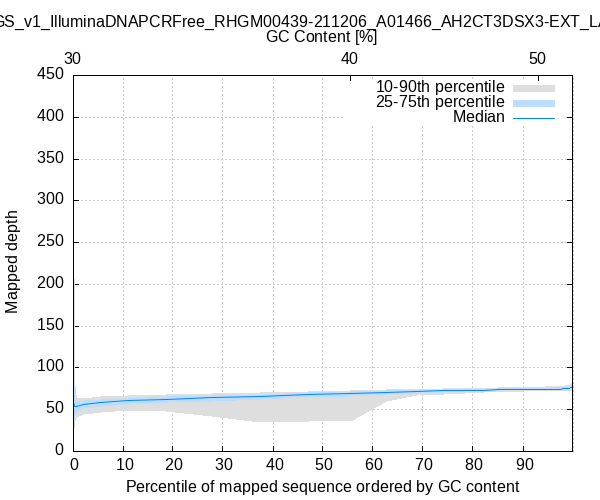 GS_v1_IlluminaDNAPCRFree_RHGM00439-211206_A01466_AH2CT3DSX3-EXT_LA
GC Content [%]
30 40 50
450
400
350
300
250
200
150
100
50
0
Mapped depth
10-90th percentile
25-75th percentile
Median
0 10 20 30 40 50 60 70 80 90
Percentile of mapped sequence ordered by GC content